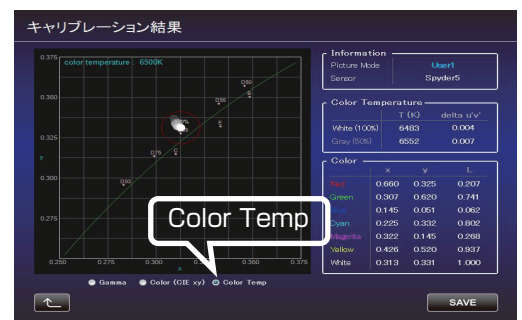 キャリブレーション結果
color temperature : 6500K
0.375
0.350
0.325
y
0.300
0.275
0.250
0.275
0.350
0.375
x
D50
B
D55
E
D75
C
D93
Color Temp
Gamma
Color (CIE xy)
Color Temp
Information
Picture Mode User1
Sensor Spyder5
Color Temperature
T (K) delta u'v'
White (100%) 6483 0.004
Gray (50%) 6552 0.007
Color
x y L
Red 0.660 0.325 0.207
Green 0.307 0.620 0.741
Blue 0.145 0.051 0.062
Cyan 0.225 0.332 0.802
Magenta 0.322 0.145 0.268
Yellow 0.426 0.520 0.937
White 0.313 0.331 1.000
SAVE